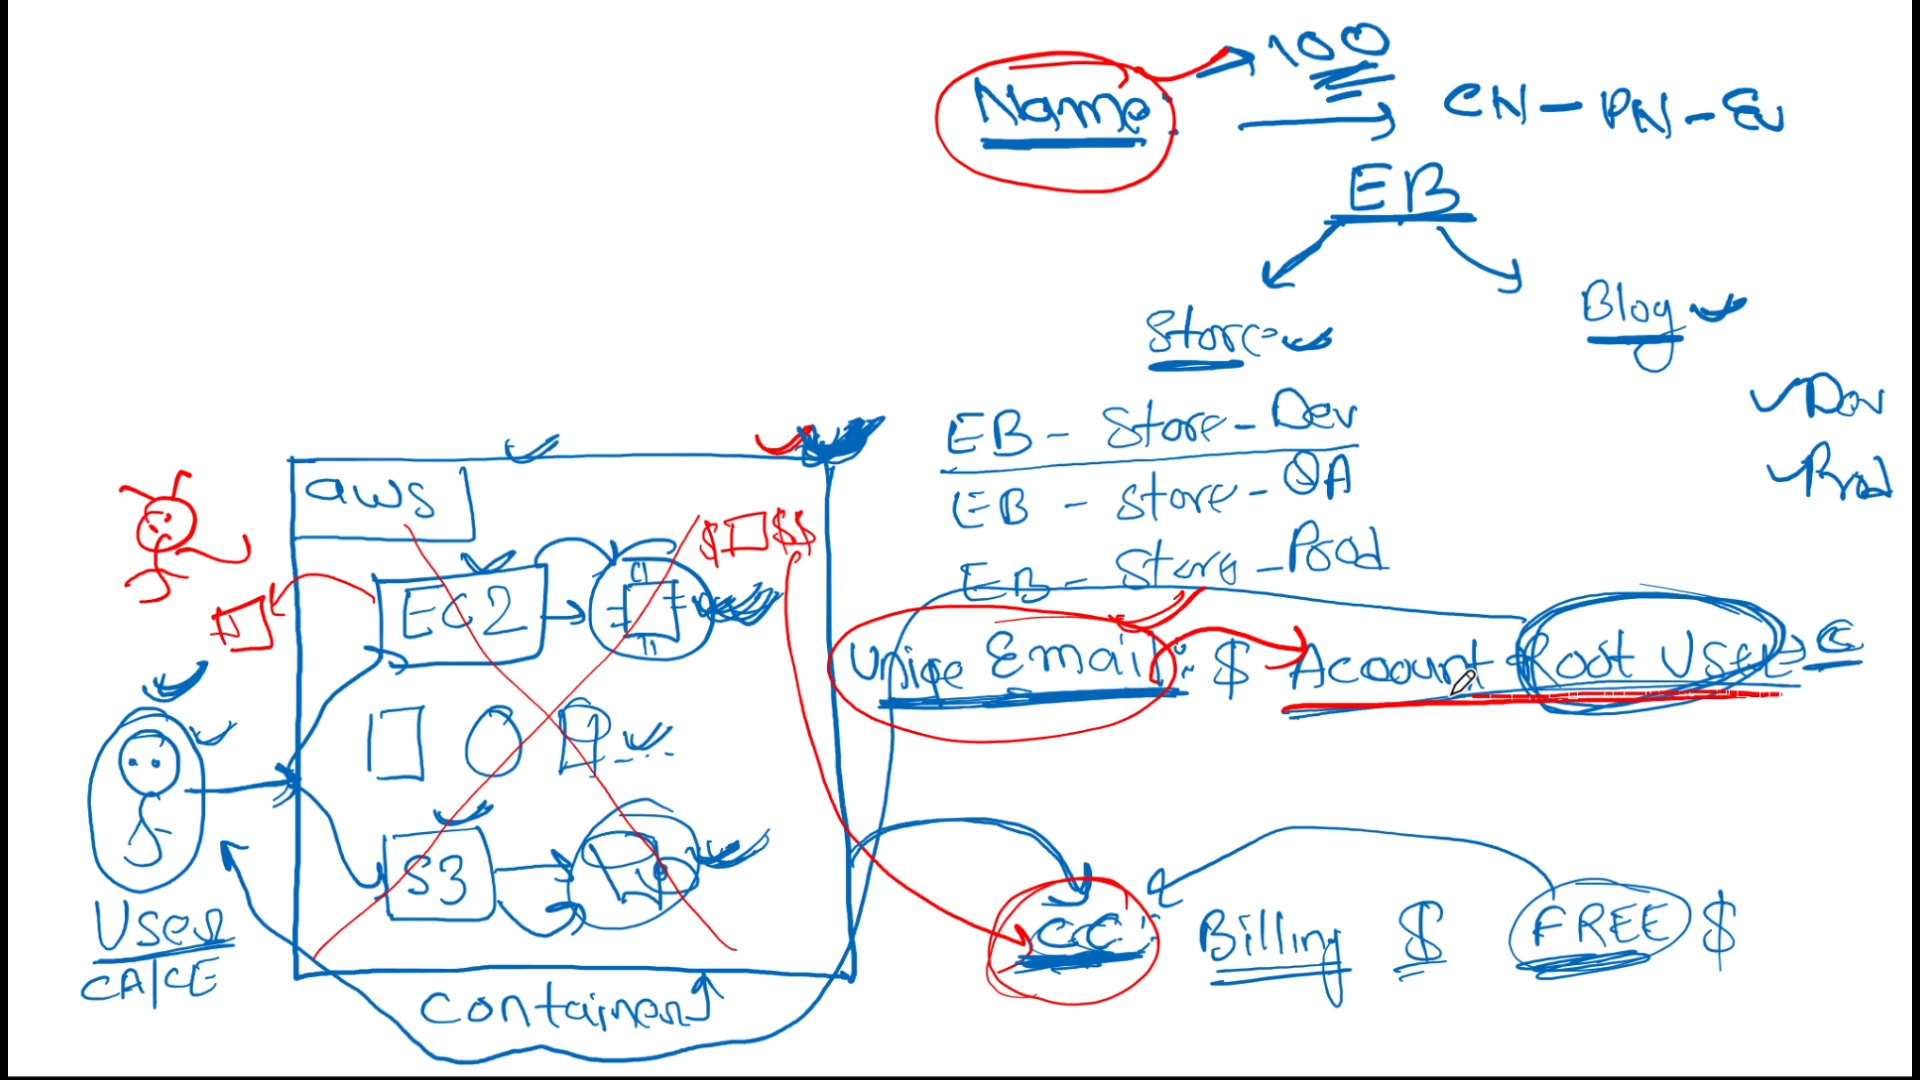 Name: 100
CN - PN - Ev
EB
Store
Blog
Dev
EB - Store - Dev
Prod
EB - Store - QA
aws
$ $$
EB - Store - Prod
EC2
Uniqe Email: $ Account Root User
S3
User
CC: Billing $ FREE $
CA/CE
Container